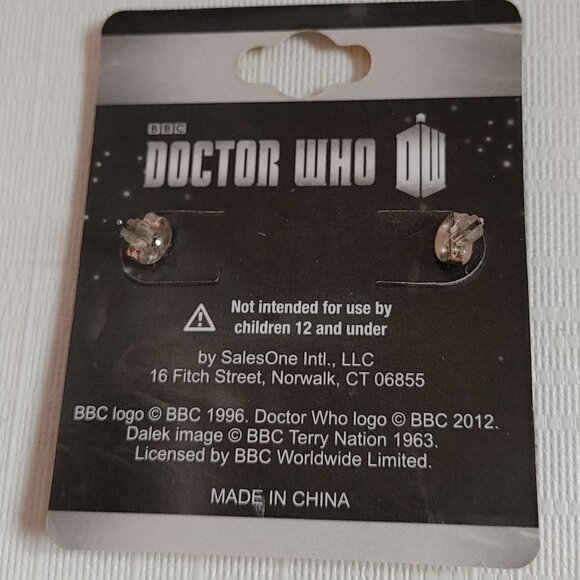 BBC
DOCTOR WHO DW
Not intended for use by
children 12 and under
by SalesOne Intl., LLC
16 Fitch Street, Norwalk, CT 06855
BBC logo © BBC 1996. Doctor Who logo © BBC 2012.
Dalek image © BBC Terry Nation 1963.
Licensed by BBC Worldwide Limited.
MADE IN CHINA